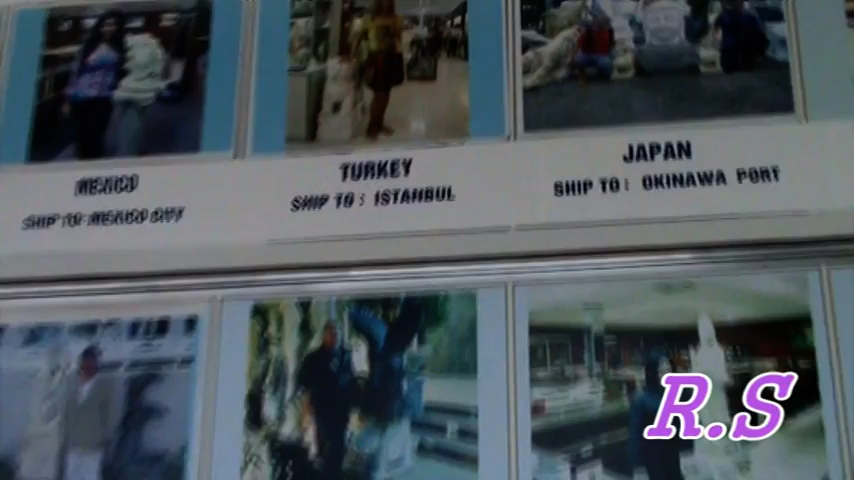 MEXICO
SHIP TO: MEXICO CITY
TURKEY
SHIP TO: ISTANBUL
JAPAN
SHIP TO: OKINAWA PORT
R.S